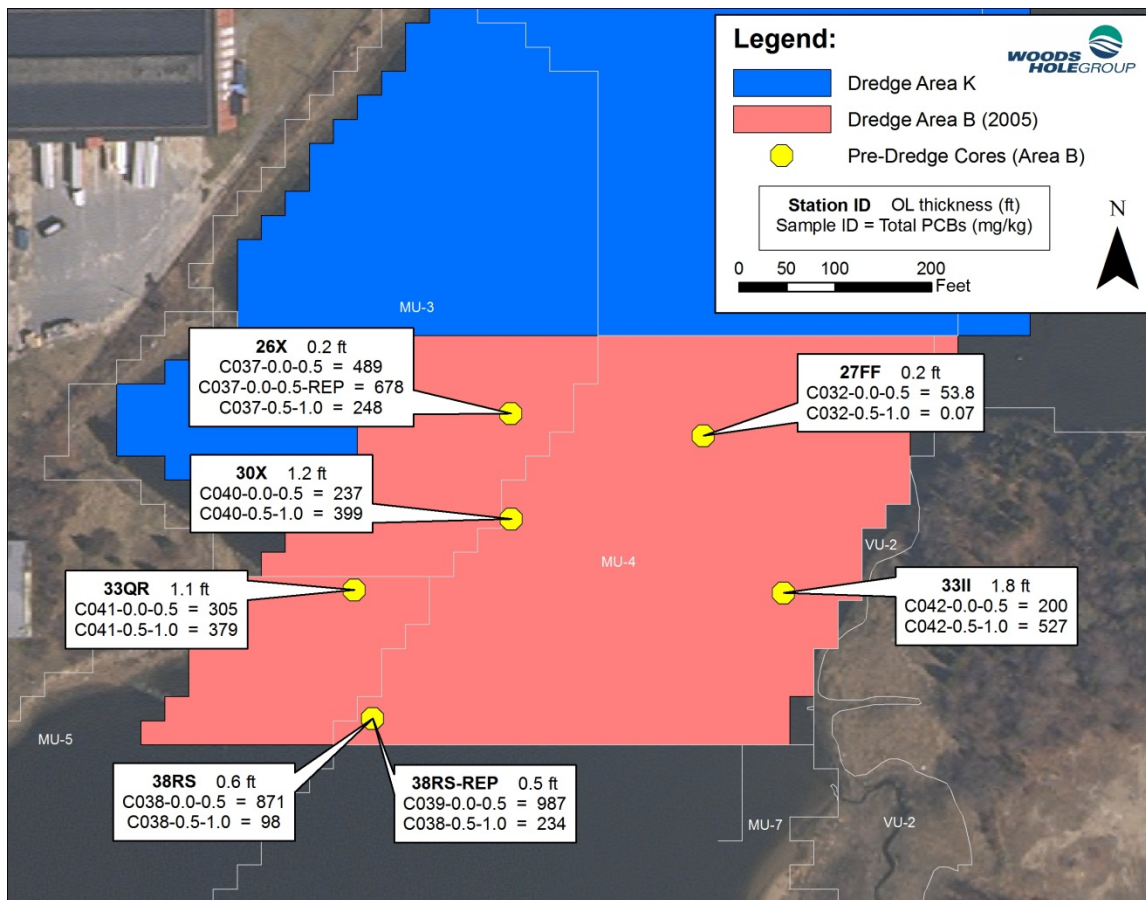 Legend:
WOODS
HOLEGROUP
Dredge Area K
Dredge Area B (2005)
Pre-Dredge Cores (Area B)
Station ID OL thickness (ft)
Sample ID = Total PCBs (mg/kg)
N
0 50 100 200
Feet
MU-3
26X 0.2 ft
C037-0.0-0.5 = 489
C037-0.0-0.5-REP = 678
C037-0.5-1.0 = 248
27FF 0.2 ft
C032-0.0-0.5 = 53.8
C032-0.5-1.0 = 0.07
30X 1.2 ft
C040-0.0-0.5 = 237
C040-0.5-1.0 = 399
VU-2
MU-4
33QR 1.1 ft
C041-0.0-0.5 = 305
C041-0.5-1.0 = 379
33II 1.8 ft
C042-0.0-0.5 = 200
C042-0.5-1.0 = 527
MU-5
38RS 0.6 ft
C038-0.0-0.5 = 871
C038-0.5-1.0 = 98
38RS-REP 0.5 ft
C039-0.0-0.5 = 987
C038-0.5-1.0 = 234
MU-7
VU-2